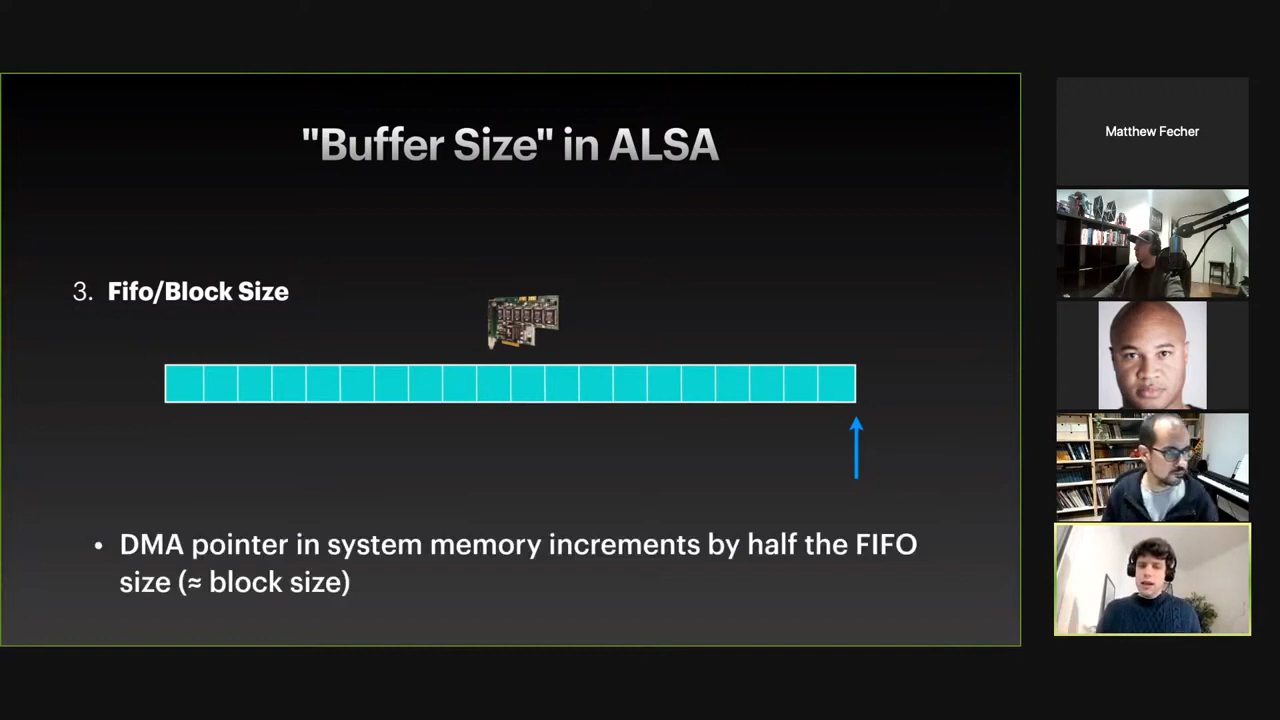 "Buffer Size" in ALSA
3. Fifo/Block Size
• DMA pointer in system memory increments by half the FIFO
size (≈ block size)
Matthew Fecher